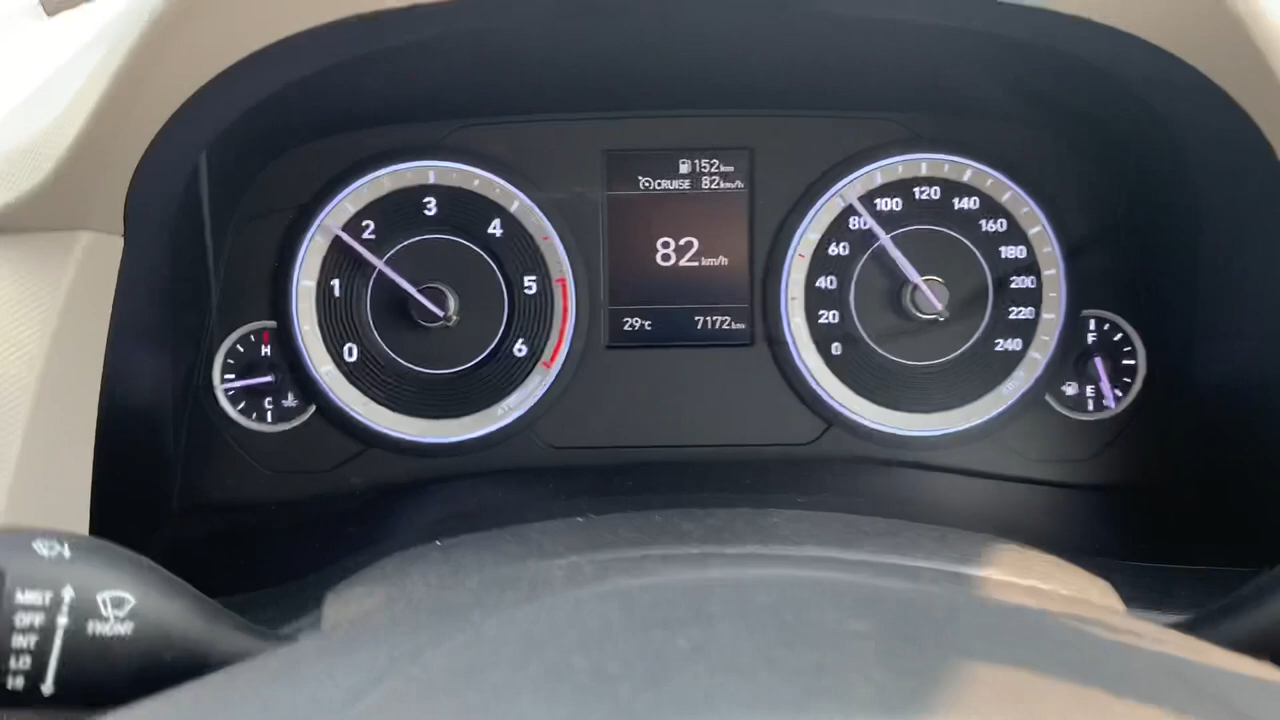 152km
CRUISE 82km/h
82km/h
29°c 7172km
0
1
2
3
4
5
6
H
C
0
20
40
60
80
100
120
140
160
180
200
220
240
F
E
MIST
OFF
INT
LO
HI
FRONT